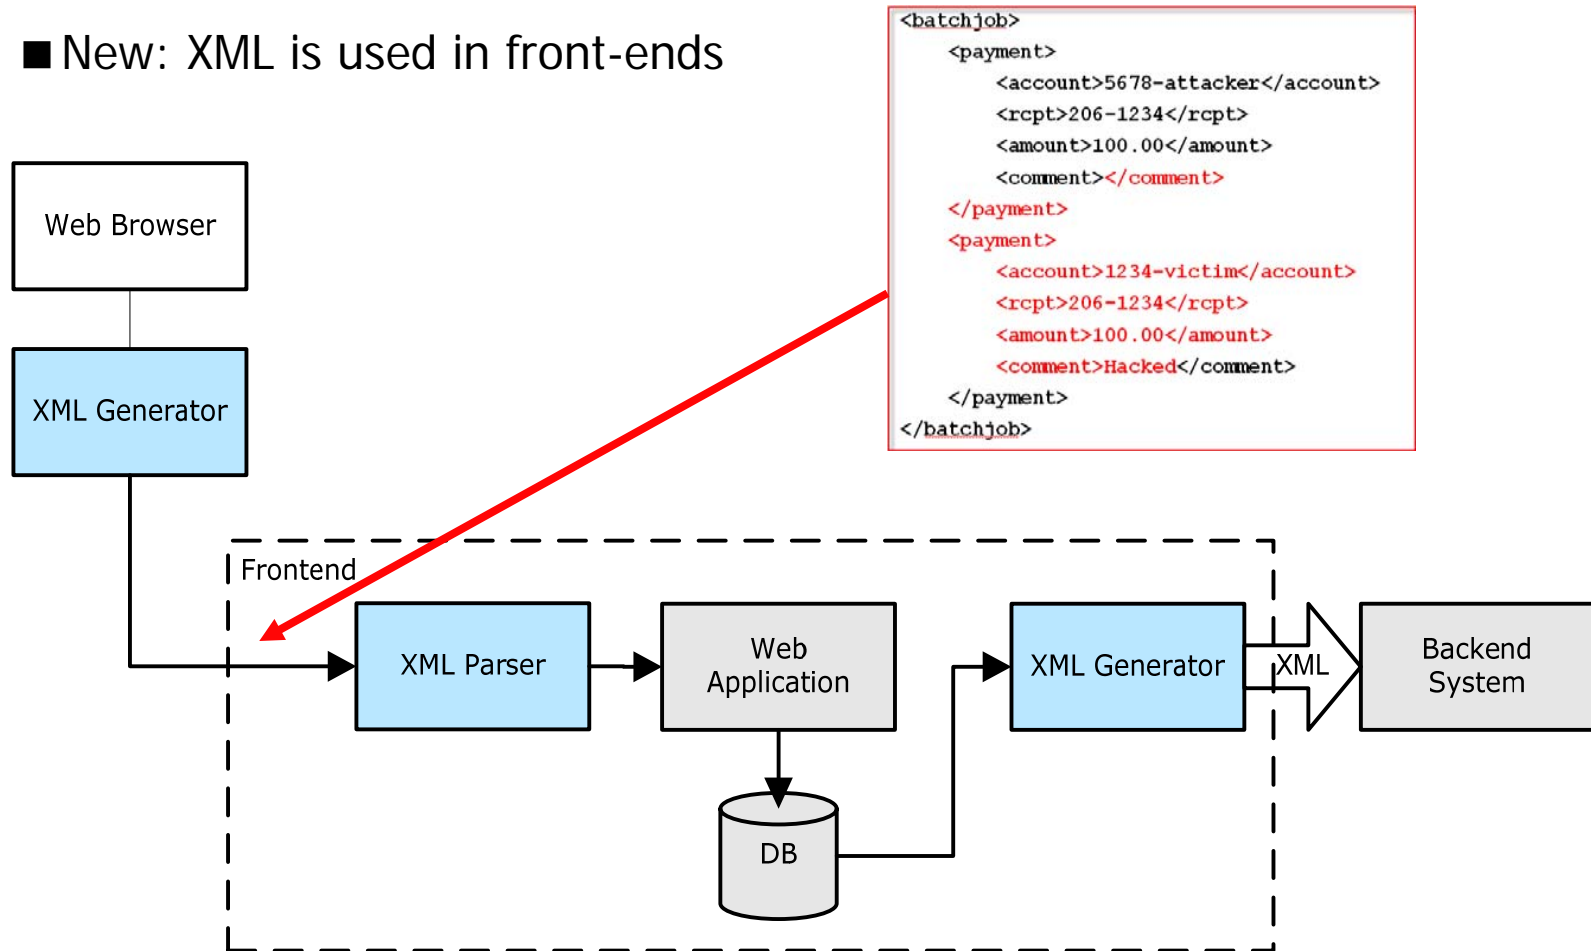 ■ New: XML is used in front-ends
<batchjob>
<payment>
<account>5678-attacker</account>
<rcpt>206-1234</rcpt>
<amount>100.00</amount>
<comment></comment>
</payment>
<payment>
<account>1234-victim</account>
<rcpt>206-1234</rcpt>
<amount>100.00</amount>
<comment>Hacked</comment>
</payment>
</batchjob>
Web Browser
XML Generator
Frontend
XML Parser
Web
Application
XML Generator
XML
Backend
System
DB